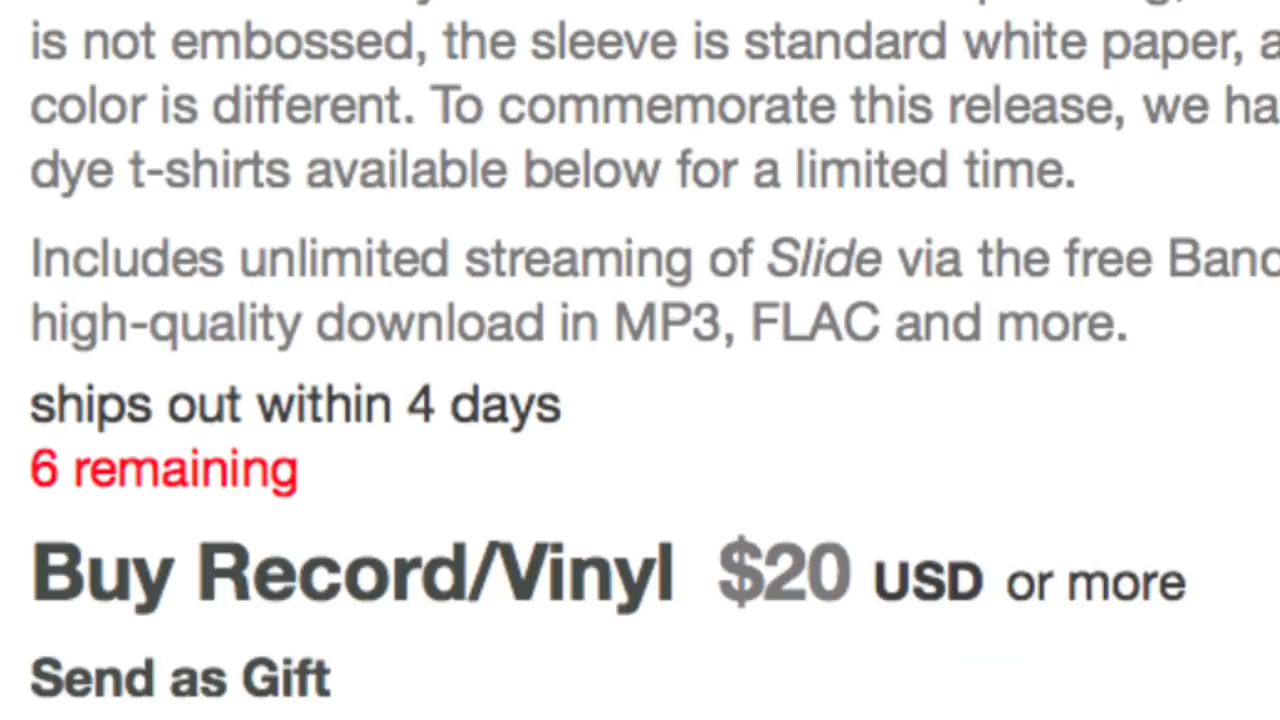 is not embossed, the sleeve is standard white paper,
color is different. To commemorate this release, we
dye t-shirts available below for a limited time.
Includes unlimited streaming of Slide via the free
high-quality download in MP3, FLAC and more.
ships out within 4 days
6 remaining
Buy Record/Vinyl $20 USD or more
Send as Gift